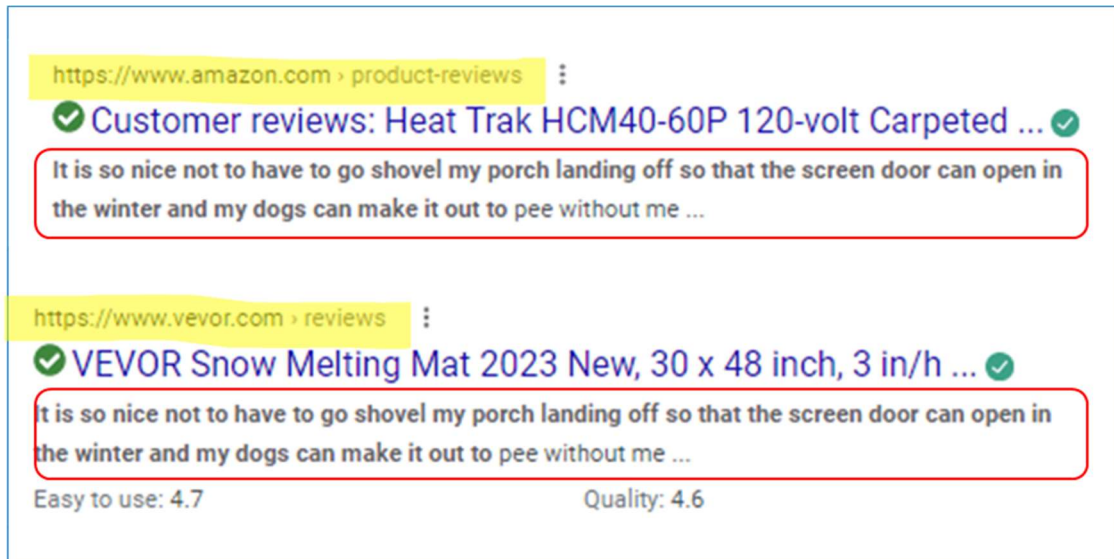 https://www.amazon.com › product-reviews
Customer reviews: Heat Trak HCM40-60P 120-volt Carpeted ...
It is so nice not to have to go shovel my porch landing off so that the screen door can open in
the winter and my dogs can make it out to pee without me ...
https://www.vevor.com › reviews
VEVOR Snow Melting Mat 2023 New, 30 x 48 inch, 3 in/h ...
It is so nice not to have to go shovel my porch landing off so that the screen door can open in
the winter and my dogs can make it out to pee without me ...
Easy to use: 4.7 Quality: 4.6